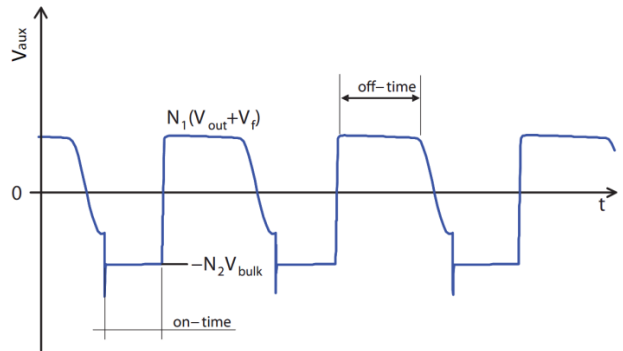 Vaux
off-time
N₁(Vout+Vf)
0
t
−N₂Vbulk
on-time